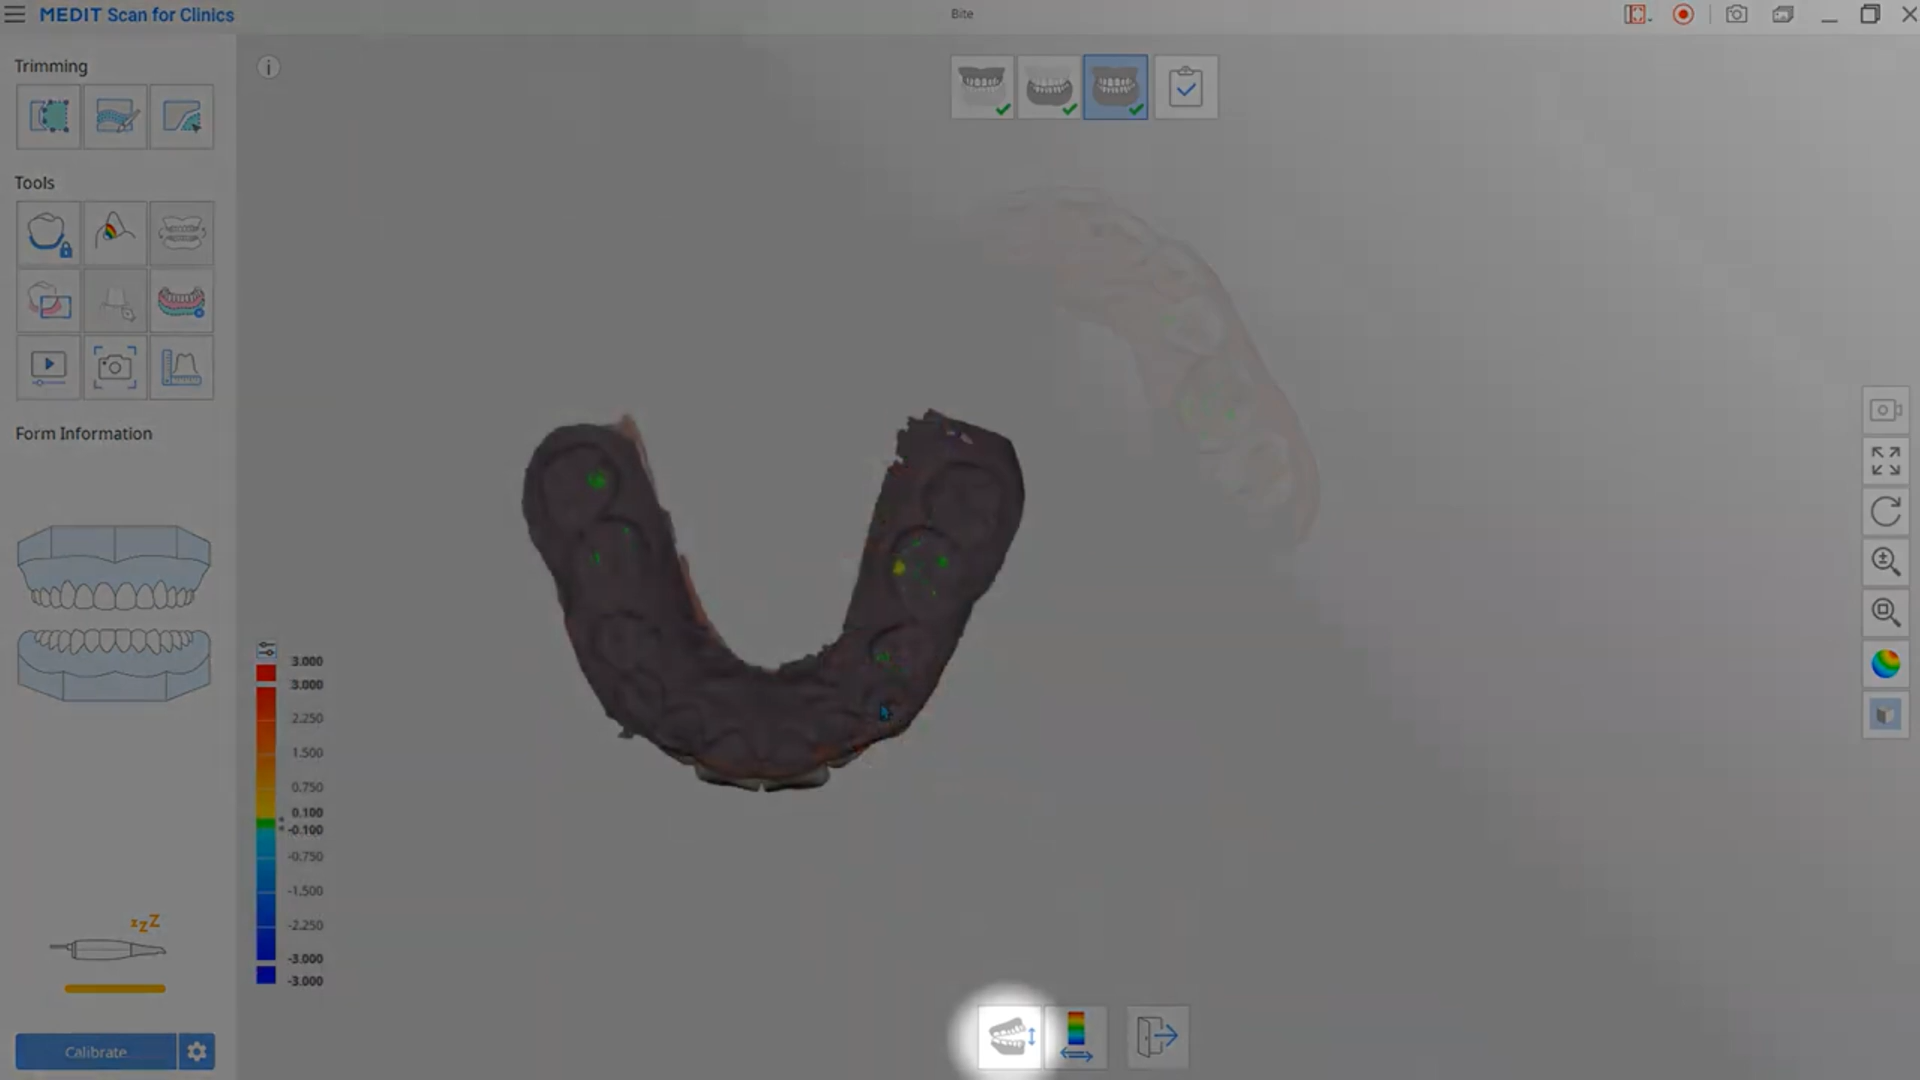 MEDIT Scan for Clinics
Bite
Trimming
Tools
Form Information
3.000
3.000
2.250
1.500
0.750
0.100
-0.100
-0.750
-1.500
-2.250
-3.000
-3.000
zzZ
Calibrate